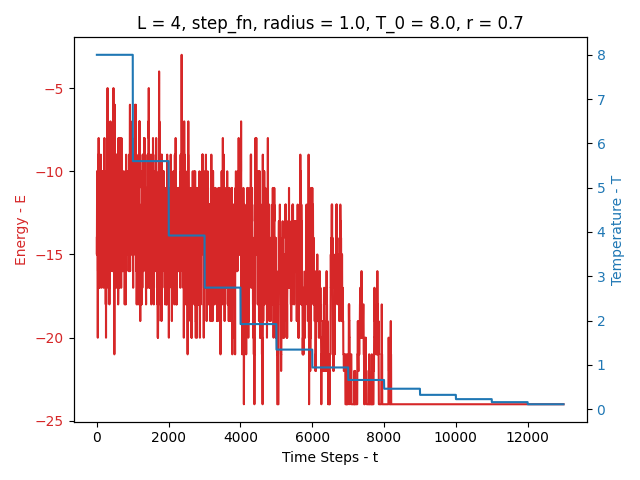 L = 4, step_fn, radius = 1.0, T_0 = 8.0, r = 0.7
Energy - E
−5
−10
−15
−20
−25
8
7
6
5
4
3
2
1
0
Temperature - T
0 2000 4000 6000 8000 10000 12000
Time Steps - t